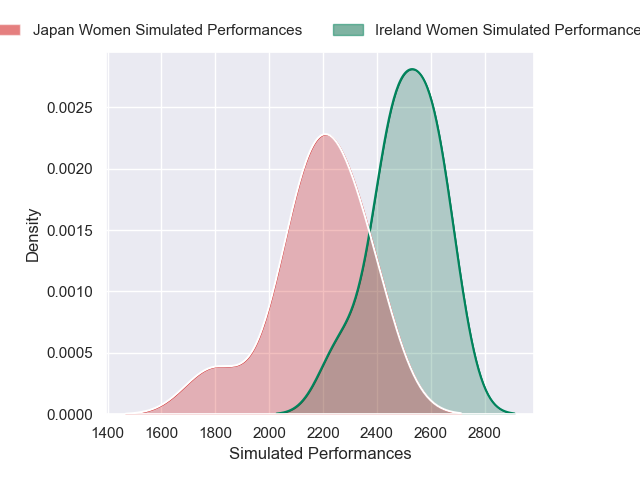 Japan Women Simulated Performances Ireland Women Simulated Performance
0.0025
0.0020
0.0015
0.0010
0.0005
0.0000
Density
1400 1600 1800 2000 2200 2400 2600 2800
Simulated Performances